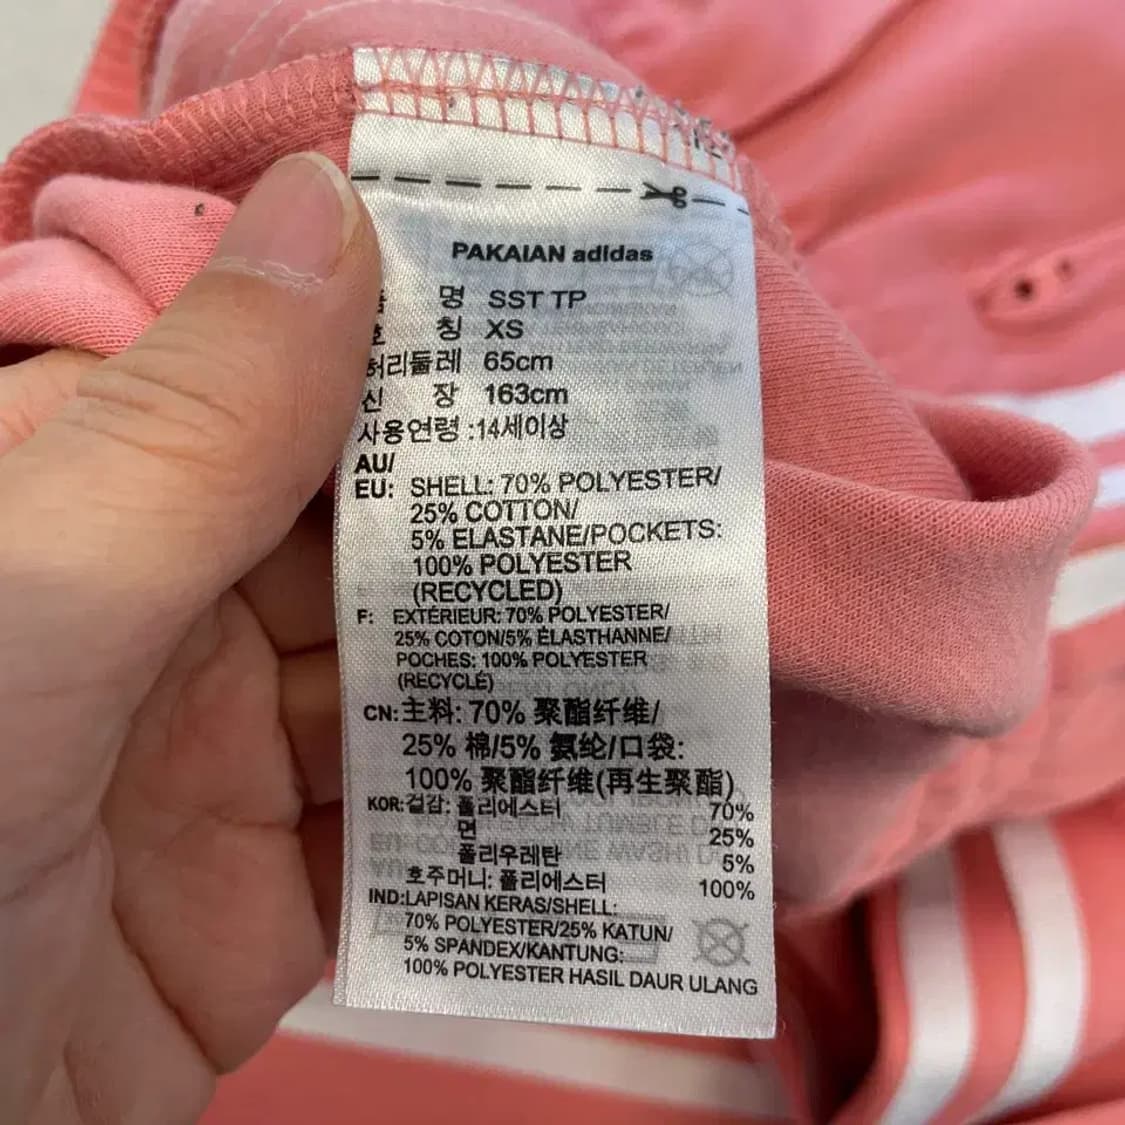 PAKAIAN adidas
명 SST TP
호 칭 XS
허리둘레 65cm
신 장 163cm
사용연령 :14세이상
AU/
EU: SHELL: 70% POLYESTER/
25% COTTON/
5% ELASTANE/POCKETS:
100% POLYESTER
(RECYCLED)
F: EXTÉRIEUR: 70% POLYESTER/
25% COTON/5% ÉLASTHANNE/
POCHES: 100% POLYESTER
(RECYCLÉ)
CN: 主料: 70% 聚酯纤维/
25% 棉/5% 氨纶/口袋:
100% 聚酯纤维(再生聚酯)
KOR: 겉감: 폴리에스터 70%
면 25%
폴리우레탄 5%
호주머니: 폴리에스터 100%
IND:LAPISAN KERAS/SHELL:
70% POLYESTER/25% KATUN/
5% SPANDEX/KANTUNG:
100% POLYESTER HASIL DAUR ULANG